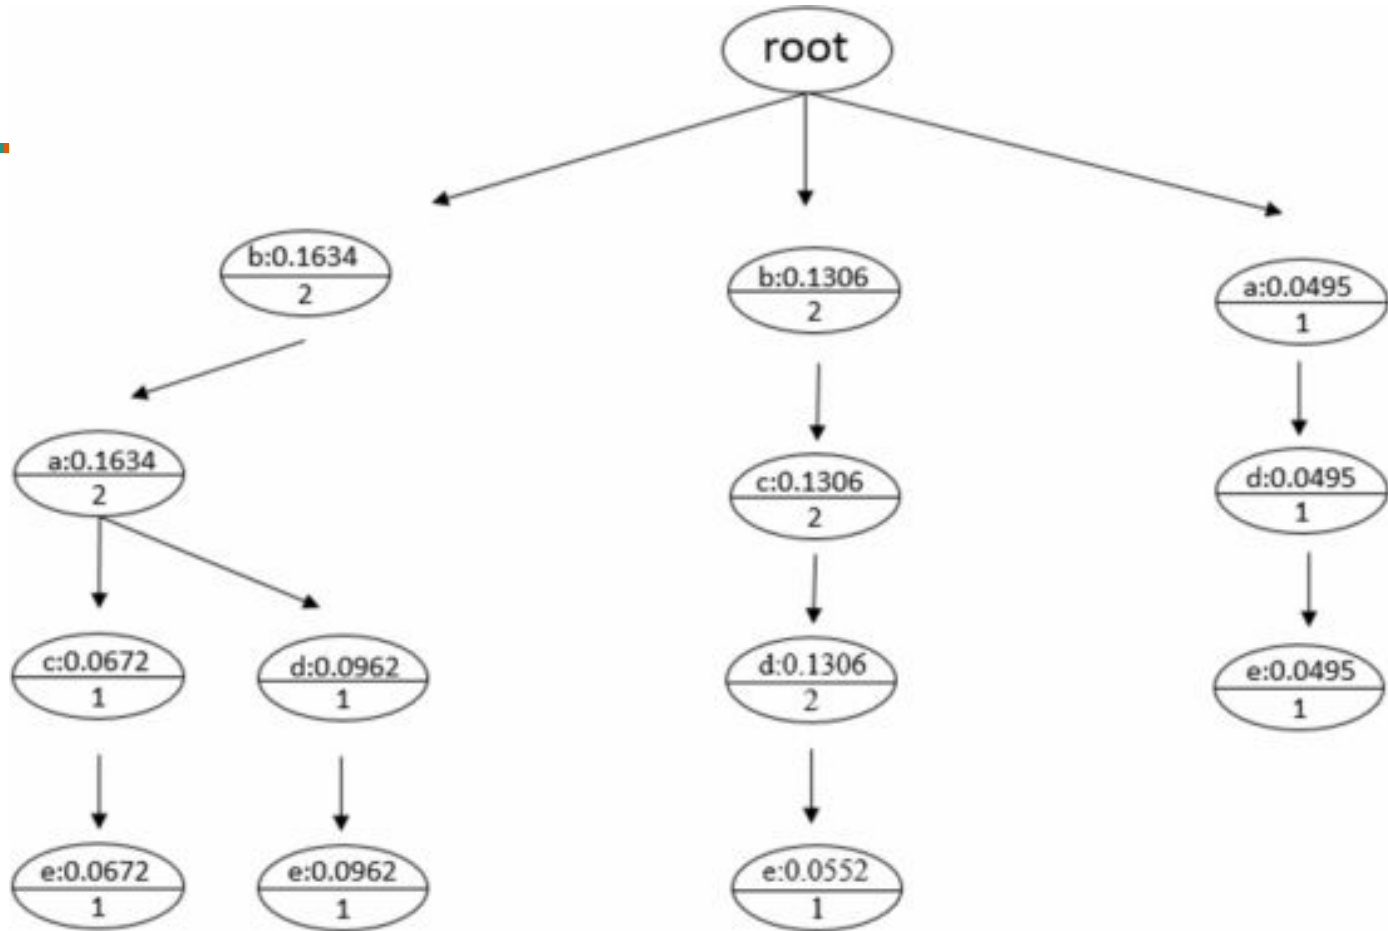 root
b:0.1634
2
b:0.1306
2
a:0.0495
1
a:0.1634
2
c:0.1306
2
d:0.0495
1
c:0.0672
1
d:0.0962
1
d:0.1306
2
e:0.0495
1
e:0.0672
1
e:0.0962
1
e:0.0552
1